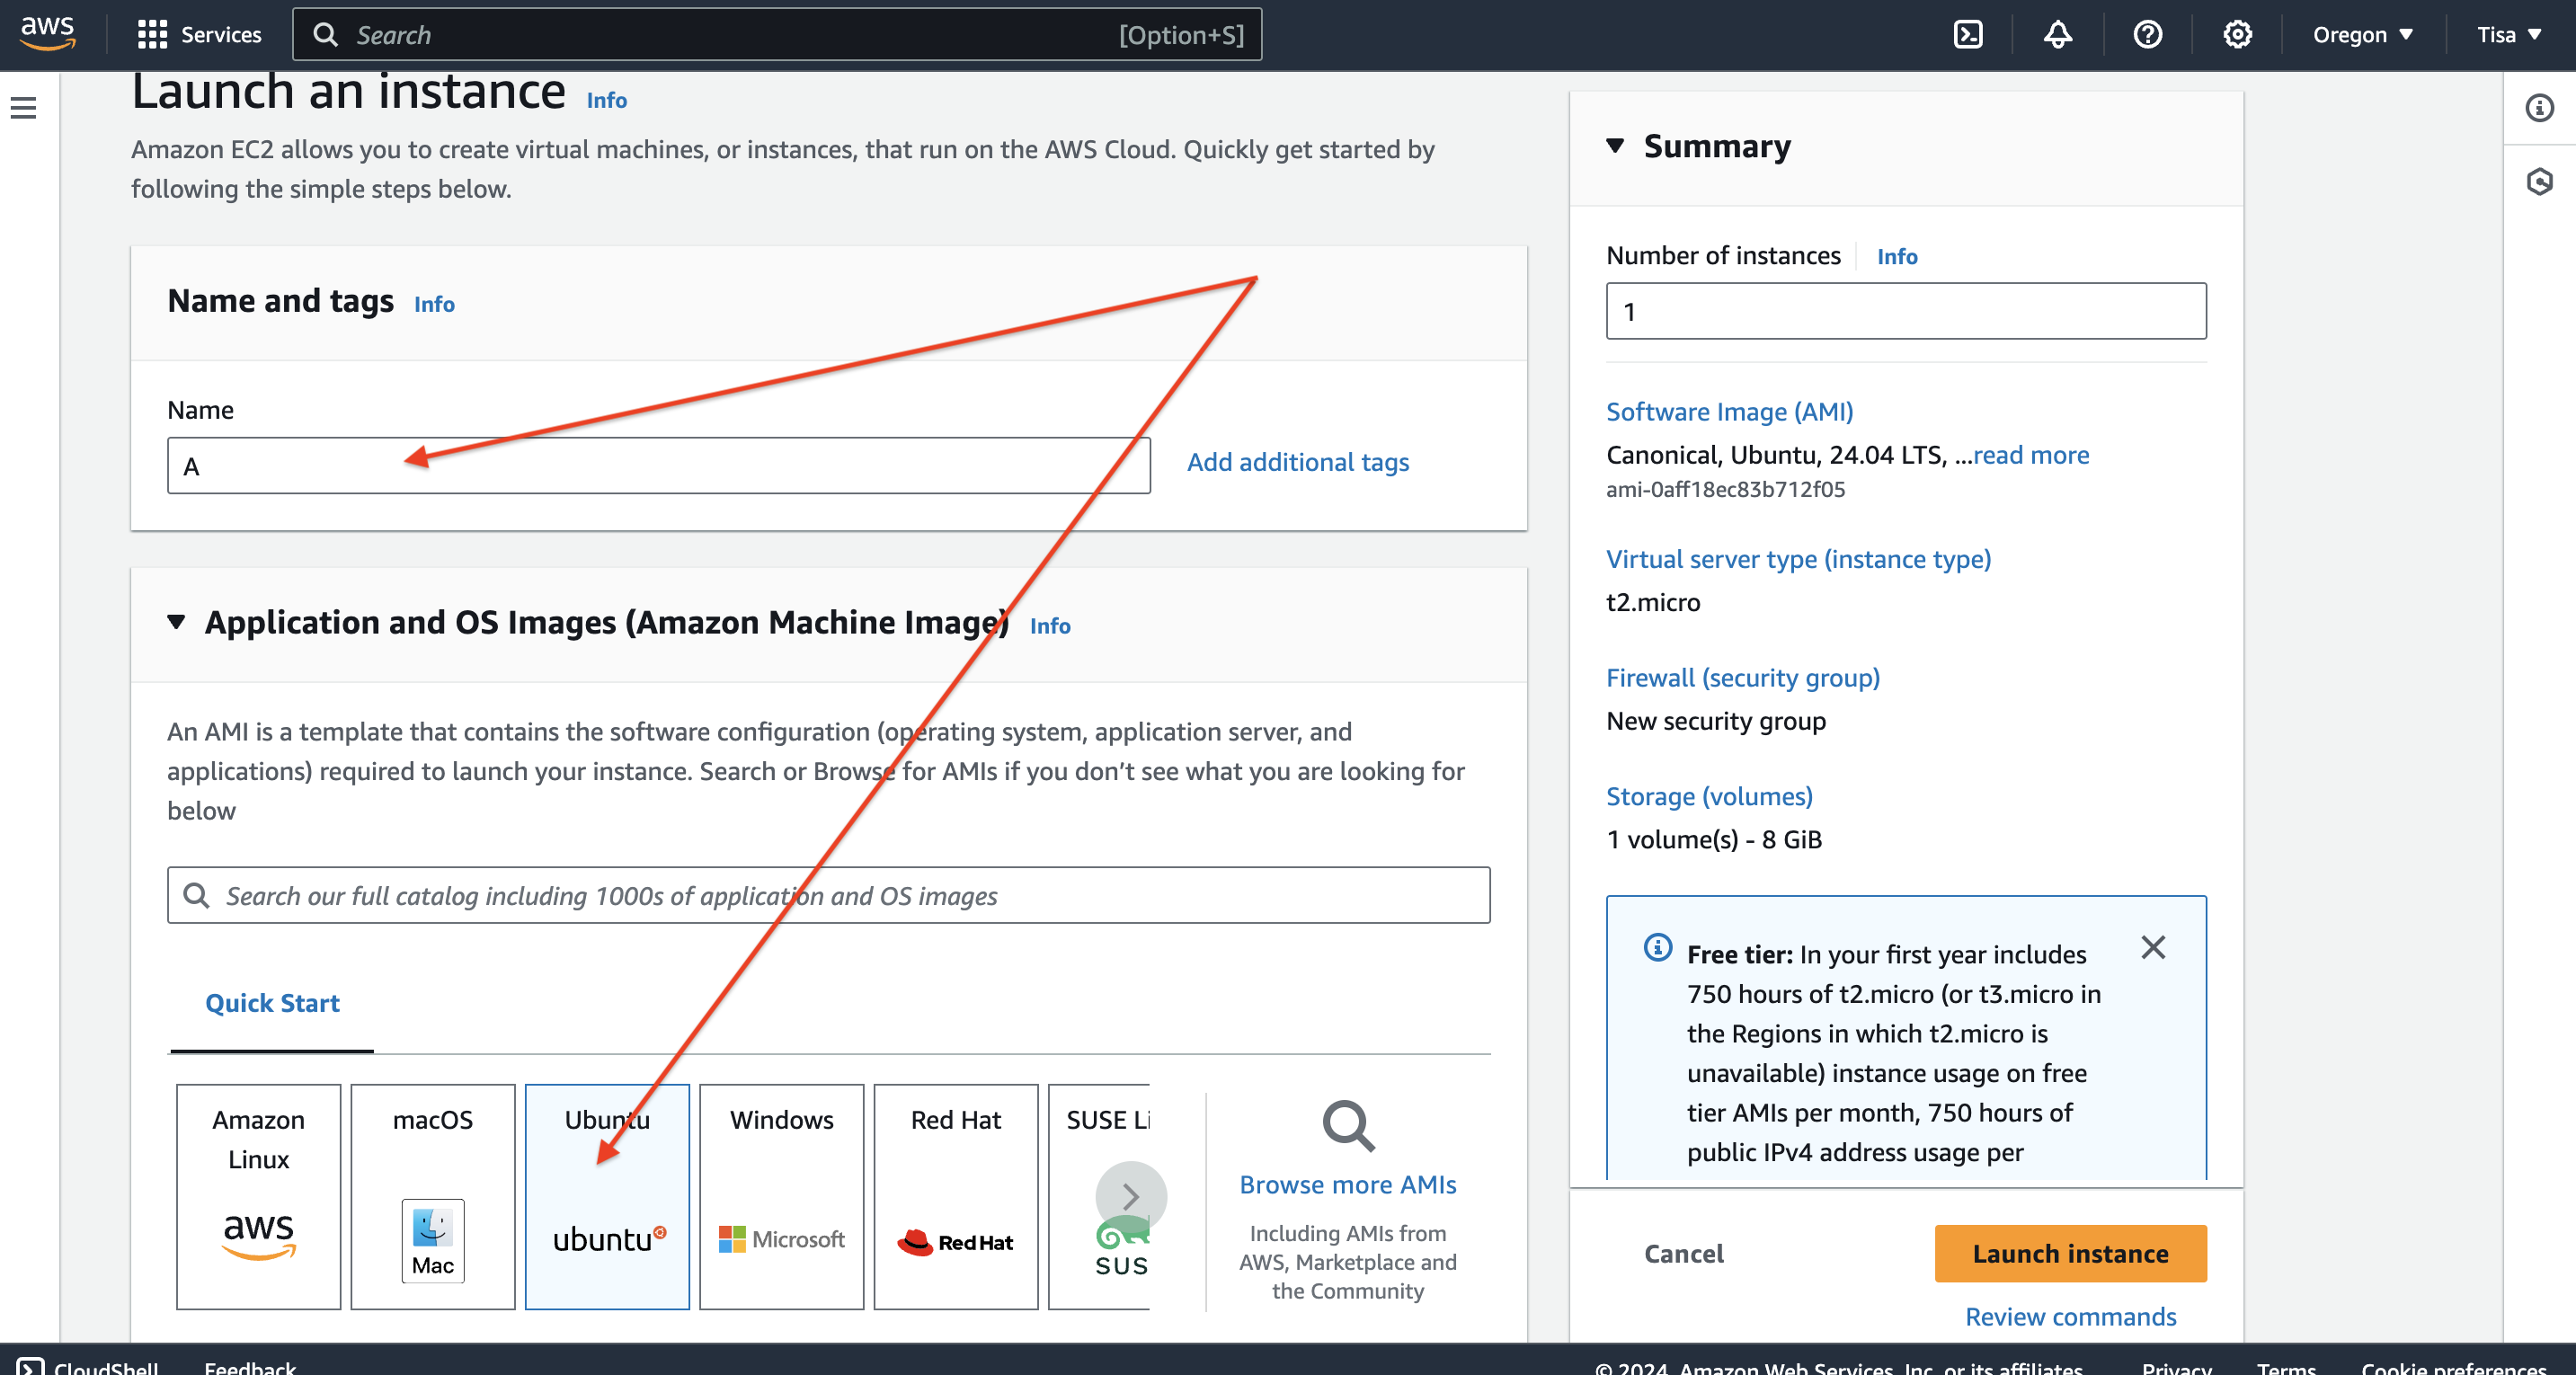 aws
Services
Search
[Option+S]
Oregon
Tisa
Launch an instance Info
Amazon EC2 allows you to create virtual machines, or instances, that run on the AWS Cloud. Quickly get started by
following the simple steps below.
Name and tags Info
Name
A
Add additional tags
Application and OS Images (Amazon Machine Image) Info
An AMI is a template that contains the software configuration (operating system, application server, and
applications) required to launch your instance. Search or Browse for AMIs if you don’t see what you are looking for
below
Search our full catalog including 1000s of application and OS images
Quick Start
Amazon
Linux
aws
macOS
Mac
Ubuntu
ubuntu
Windows
Microsoft
Red Hat
RedHat
SUSE Li
SUS
Browse more AMIs
Including AMIs from
AWS, Marketplace and
the Community
Summary
Number of instances Info
1
Software Image (AMI)
Canonical, Ubuntu, 24.04 LTS, ...read more
ami-0aff18ec83b712f05
Virtual server type (instance type)
t2.micro
Firewall (security group)
New security group
Storage (volumes)
1 volume(s) - 8 GiB
Free tier: In your first year includes
750 hours of t2.micro (or t3.micro in
the Regions in which t2.micro is
unavailable) instance usage on free
tier AMIs per month, 750 hours of
public IPv4 address usage per
Cancel
Launch instance
Review commands
CloudShell
Feedback
© 2024, Amazon Web Services, Inc. or its affiliates.
Privacy
Terms
Cookie preferences